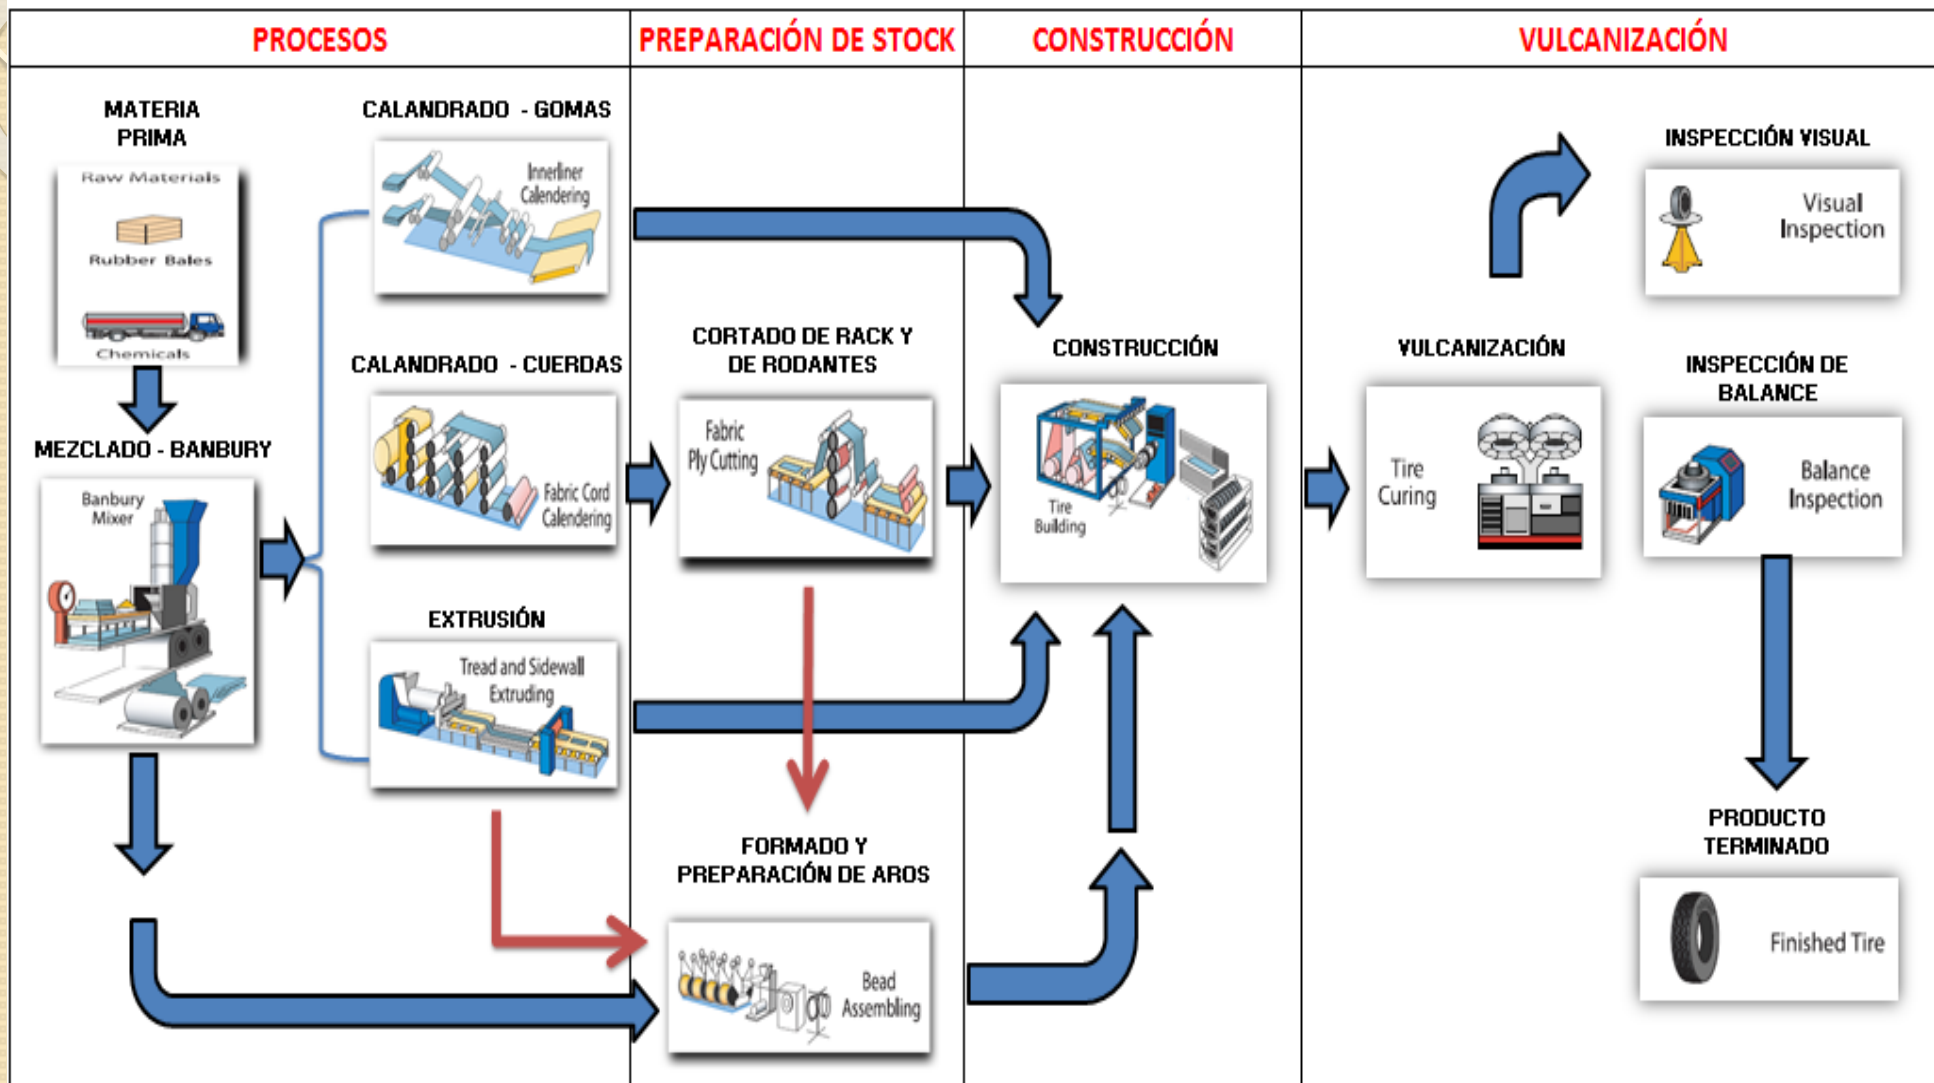 PROCESOS
PREPARACIÓN DE STOCK
CONSTRUCCIÓN
VULCANIZACIÓN
MATERIA
PRIMA
Raw Materials
Rubber Bales
Chemicals
MEZCLADO - BANBURY
Banbury
Mixer
CALANDRADO - GOMAS
Innerliner
Calendering
CALANDRADO - CUERDAS
Fabric Cord
Calendering
EXTRUSIÓN
Tread and Sidewall
Extruding
CORTADO DE RACK Y
DE RODANTES
Fabric
Ply Cutting
FORMADO Y
PREPARACIÓN DE AROS
Bead
Assembling
CONSTRUCCIÓN
Tire
Building
VULCANIZACIÓN
Tire
Curing
INSPECCIÓN VISUAL
Visual
Inspection
INSPECCIÓN DE
BALANCE
Balance
Inspection
PRODUCTO
TERMINADO
Finished Tire